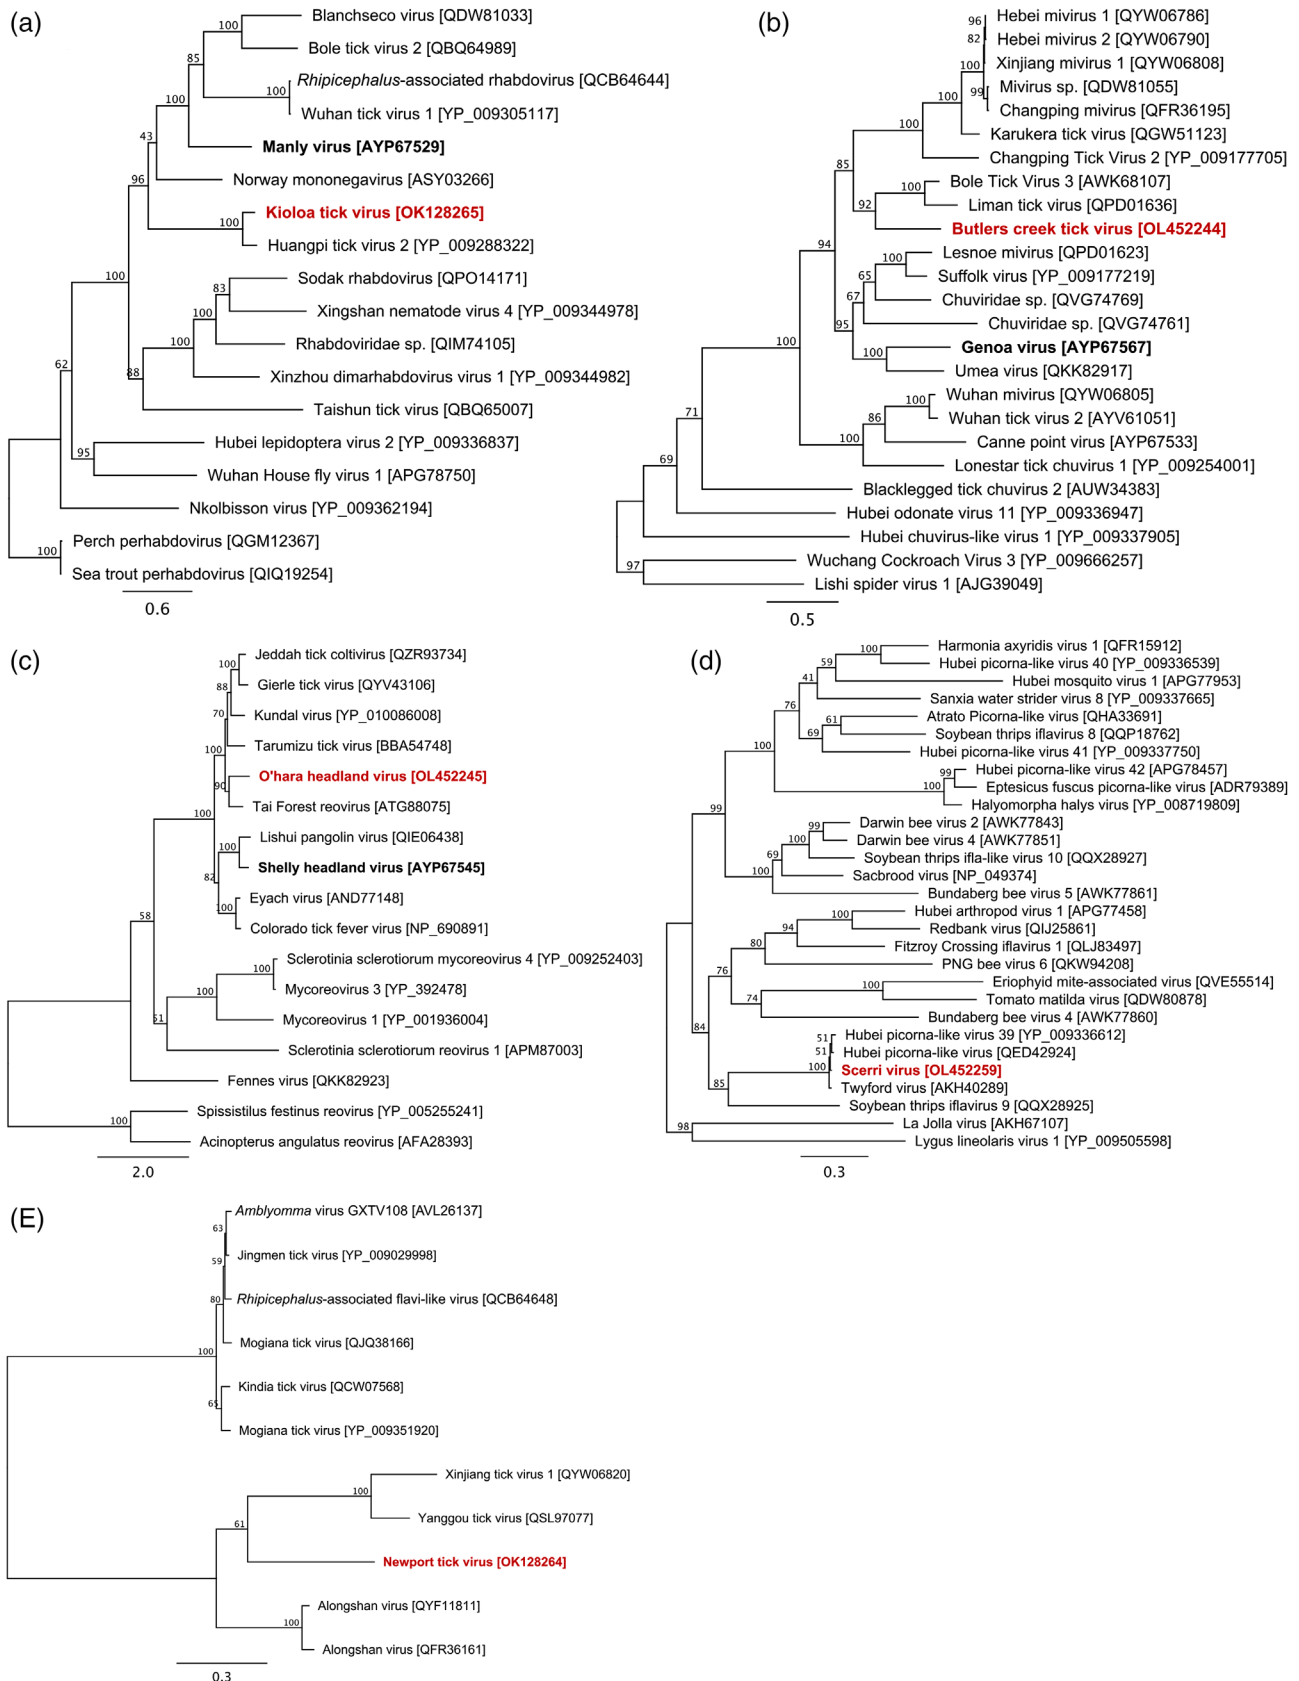 (a)
100
Blanchseco virus [QDW81033]
Bole tick virus 2 [QBQ64989]
85
Rhipicephalus-associated rhabdovirus [QCB64644]
100
Wuhan tick virus 1 [YP_009305117]
100
Manly virus [AYP67529]
43
Norway mononegavirus [ASY03266]
96
Kioloa tick virus [OK128265]
100
Huangpi tick virus 2 [YP_009288322]
100
Sodak rhabdovirus [QPO14171]
83
Xingshan nematode virus 4 [YP_009344978]
100
Rhabdoviridae sp. [QIM74105]
100
Xinzhou dimarhabdovirus virus 1 [YP_009344982]
88
Taishun tick virus [QBQ65007]
62
Hubei lepidoptera virus 2 [YP_009336837]
95
Wuhan House fly virus 1 [APG78750]
Nkolbisson virus [YP_009362194]
Perch perhabdovirus [QGM12367]
100
Sea trout perhabdovirus [QIQ19254]
0.6
(b)
96
Hebei mivirus 1 [QYW06786]
82
Hebei mivirus 2 [QYW06790]
100
Xinjiang mivirus 1 [QYW06808]
99
Mivirus sp. [QDW81055]
Changping mivirus [QFR36195]
100
Karukera tick virus [QGW51123]
100
Changping Tick Virus 2 [YP_009177705]
85
Bole Tick Virus 3 [AWK68107]
100
Liman tick virus [QPD01636]
92
Butlers creek tick virus [OL452244]
94
Lesnoe mivirus [QPD01623]
100
Suffolk virus [YP_009177219]
65
Chuviridae sp. [QVG74769]
67
Chuviridae sp. [QVG74761]
95
Genoa virus [AYP67567]
100
Umea virus [QKK82917]
100
Wuhan mivirus [QYW06805]
100
Wuhan tick virus 2 [AYV61051]
86
Canne point virus [AYP67533]
100
Lonestar tick chuvirus 1 [YP_009254001]
71
Blacklegged tick chuvirus 2 [AUW34383]
69
Hubei odonate virus 11 [YP_009336947]
Hubei chuvirus-like virus 1 [YP_009337905]
Wuchang Cockroach Virus 3 [YP_009666257]
97
Lishi spider virus 1 [AJG39049]
0.5
(c)
Jeddah tick coltivirus [QZR93734]
100
Gierle tick virus [QYV43106]
88
Kundal virus [YP_010086008]
70
Tarumizu tick virus [BBA54748]
100
O'hara headland virus [OL452245]
90
Tai Forest reovirus [ATG88075]
100
Lishui pangolin virus [QIE06438]
100
Shelly headland virus [AYP67545]
82
Eyach virus [AND77148]
100
Colorado tick fever virus [NP_690891]
58
Sclerotinia sclerotiorum mycoreovirus 4 [YP_009252403]
100
Mycoreovirus 3 [YP_392478]
100
Mycoreovirus 1 [YP_001936004]
51
Sclerotinia sclerotiorum reovirus 1 [APM87003]
Fennes virus [QKK82923]
Spissistilus festinus reovirus [YP_005255241]
100
Acinopterus angulatus reovirus [AFA28393]
2.0
(d)
Harmonia axyridis virus 1 [QFR15912]
100
Hubei picorna-like virus 40 [YP_009336539]
59
Hubei mosquito virus 1 [APG77953]
41
Sanxia water strider virus 8 [YP_009337665]
76
Atrato Picorna-like virus [QHA33691]
61
Soybean thrips iflavirus 8 [QQP18762]
69
Hubei picorna-like virus 41 [YP_009337750]
100
Hubei picorna-like virus 42 [APG78457]
99
Eptesicus fuscus picorna-like virus [ADR79389]
100
Halyomorpha halys virus [YP_008719809]
99
Darwin bee virus 2 [AWK77843]
99
Darwin bee virus 4 [AWK77851]
100
Soybean thrips ifla-like virus 10 [QQX28927]
69
Sacbrood virus [NP_049374]
100
Bundaberg bee virus 5 [AWK77861]
Hubei arthropod virus 1 [APG77458]
100
Redbank virus [QIJ25861]
94
Fitzroy Crossing iflavirus 1 [QLJ83497]
80
PNG bee virus 6 [QKW94208]
76
Eriophyid mite-associated virus [QVE55514]
100
Tomato matilda virus [QDW80878]
74
Bundaberg bee virus 4 [AWK77860]
84
Hubei picorna-like virus 39 [YP_009336612]
51
Hubei picorna-like virus [QED42924]
51
Scerri virus [OL452259]
100
Twyford virus [AKH40289]
85
Soybean thrips iflavirus 9 [QQX28925]
La Jolla virus [AKH67107]
98
Lygus lineolaris virus 1 [YP_009505598]
0.3
(E)
Amblyomma virus GXTV108 [AVL26137]
63
Jingmen tick virus [YP_009029998]
59
Rhipicephalus-associated flavi-like virus [QCB64648]
80
Mogiana tick virus [QJQ38166]
100
Kindia tick virus [QCW07568]
65
Mogiana tick virus [YP_009351920]
Xinjiang tick virus 1 [QYW06820]
100
Yanggou tick virus [QSL97077]
61
Newport tick virus [OK128264]
Alongshan virus [QYF11811]
100
Alongshan virus [QFR36161]
0.3